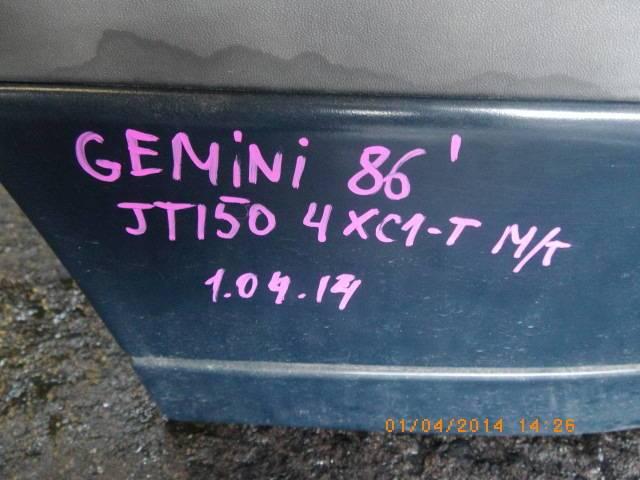 GEMiNi 86'
JT150 4XC1-T M/T
1.04.14
01/04/2014 14:26